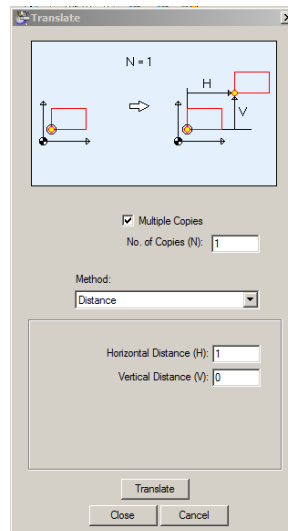 Translate
N = 1
H
V
Multiple Copies
No. of Copies (N): 1
Method:
Distance
Horizontal Distance (H): 1
Vertical Distance (V): 0
Translate
Close Cancel